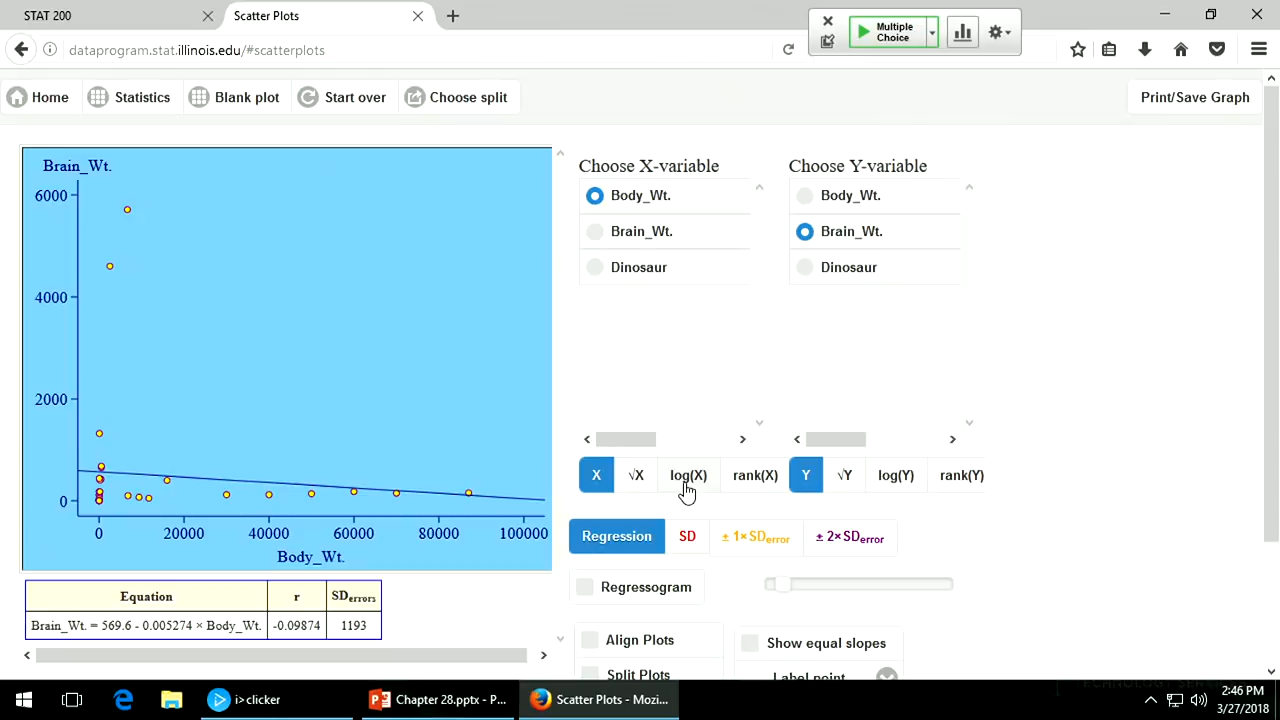 STAT 200
Scatter Plots
Multiple
Choice
dataprogram.stat.illinois.edu/#scatterplots
Home
Statistics
Blank plot
Start over
Choose split
Print/Save Graph
Brain_Wt.
6000
4000
2000
0
0 20000 40000 60000 80000 100000
Body_Wt.
Equation r SDerrors
Brain_Wt. = 569.6 - 0.005274 × Body_Wt. -0.09874 1193
Choose X-variable
Body_Wt.
Brain_Wt.
Dinosaur
Choose Y-variable
Body_Wt.
Brain_Wt.
Dinosaur
X √X log(X) rank(X)
Y √Y log(Y) rank(Y)
Regression SD ± 1×SDerror ± 2×SDerror
Regressogram
Align Plots
Show equal slopes
Split Plots
Label point
i>clicker
Chapter 28.pptx - P...
Scatter Plots - Mozi...
2:46 PM
3/27/2018